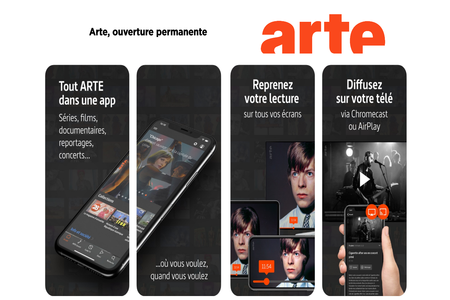 Arte, ouverture permanente
arte
Tout ARTE
dans une app
Séries, films,
documentaires,
reportages,
concerts...
...où vous voulez,
quand vous voulez
Reprenez
votre lecture
sur tous vos écrans
Diffusez
sur votre télé
via Chromecast
ou AirPlay